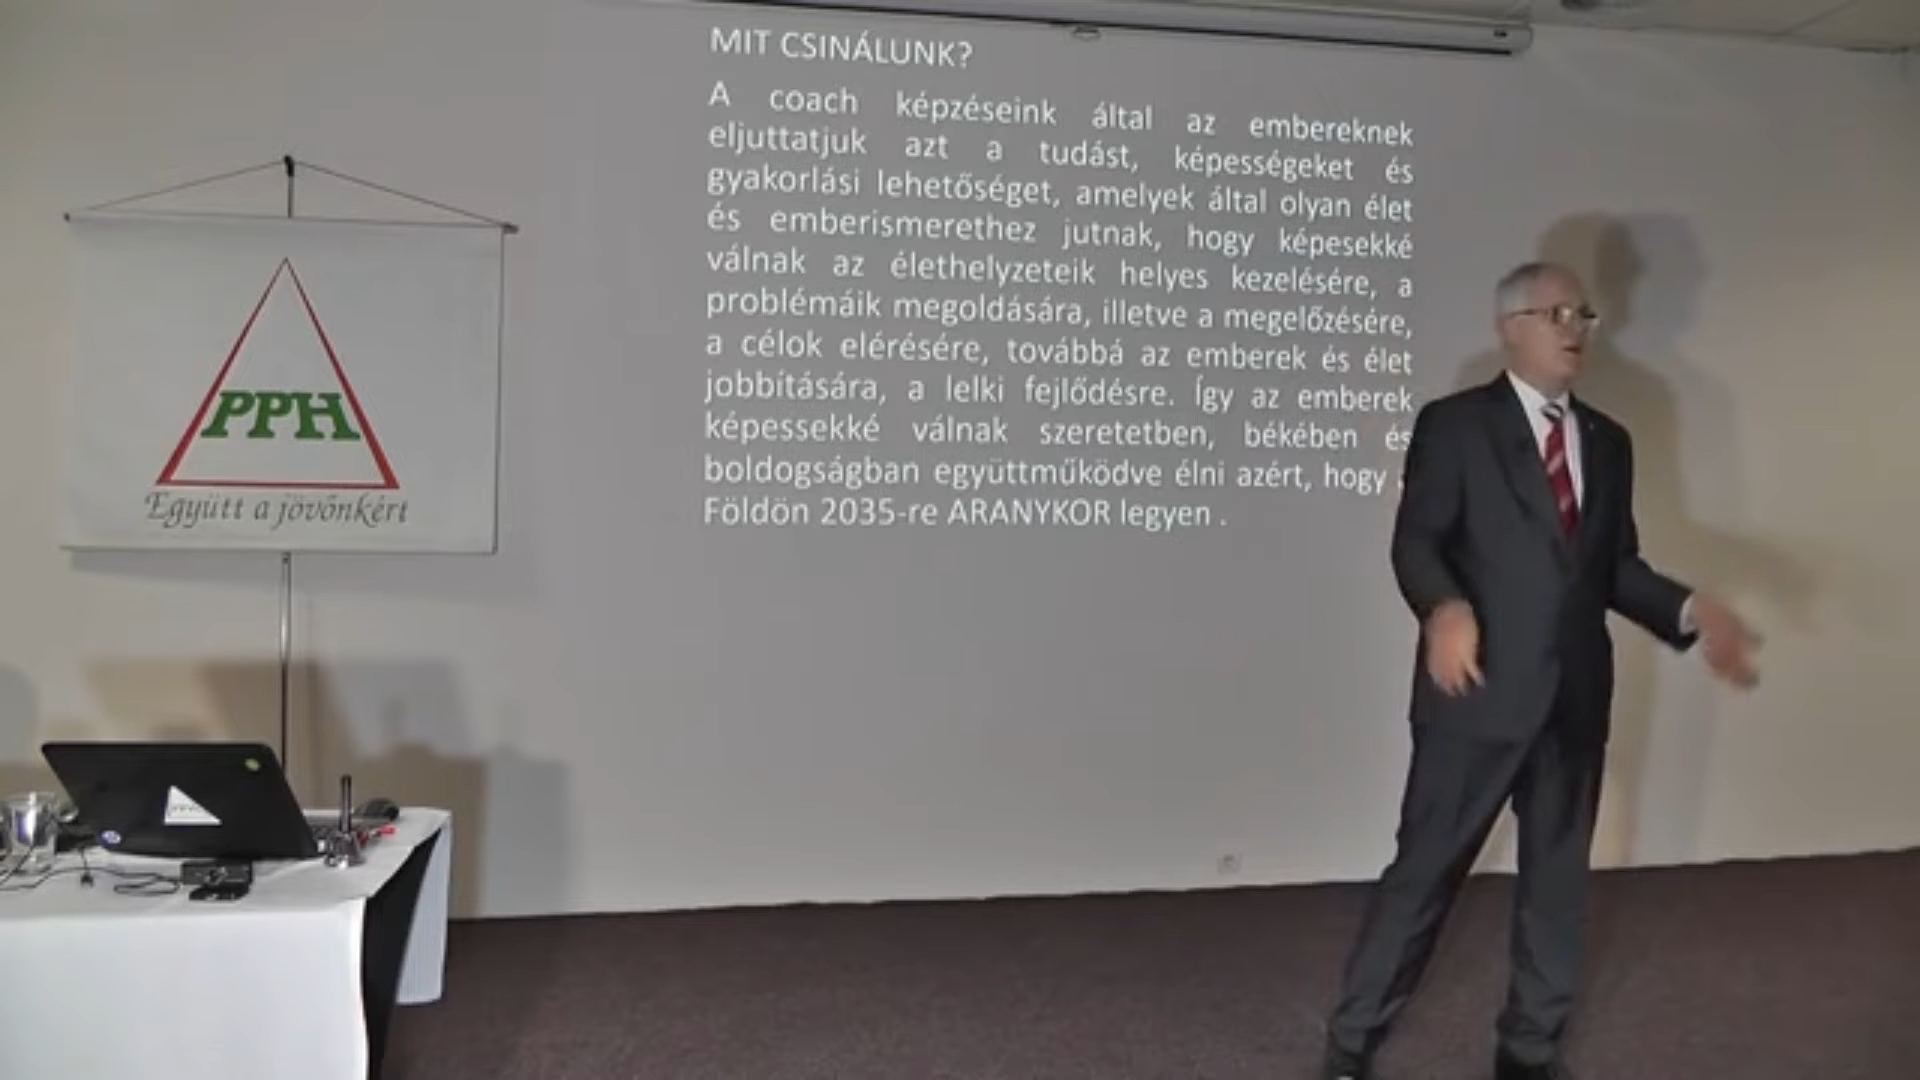 MIT CSINÁLUNK?
A coach képzéseink által az embereknek
eljuttatjuk azt a tudást, képességeket és
gyakorlási lehetőséget, amelyek által olyan élet
és emberismerethez jutnak, hogy képesekké
válnak az élethelyzeteik helyes kezelésére, a
problémáik megoldására, illetve a megelőzésére,
a célok elérésére, továbbá az emberek és élet
jobbítására, a lelki fejlődésre. Így az emberek
képessekké válnak szeretetben, békében és
boldogságban együttműködve élni azért, hogy
Földön 2035-re ARANYKOR legyen .
PPH
Együtt a jövőnkért